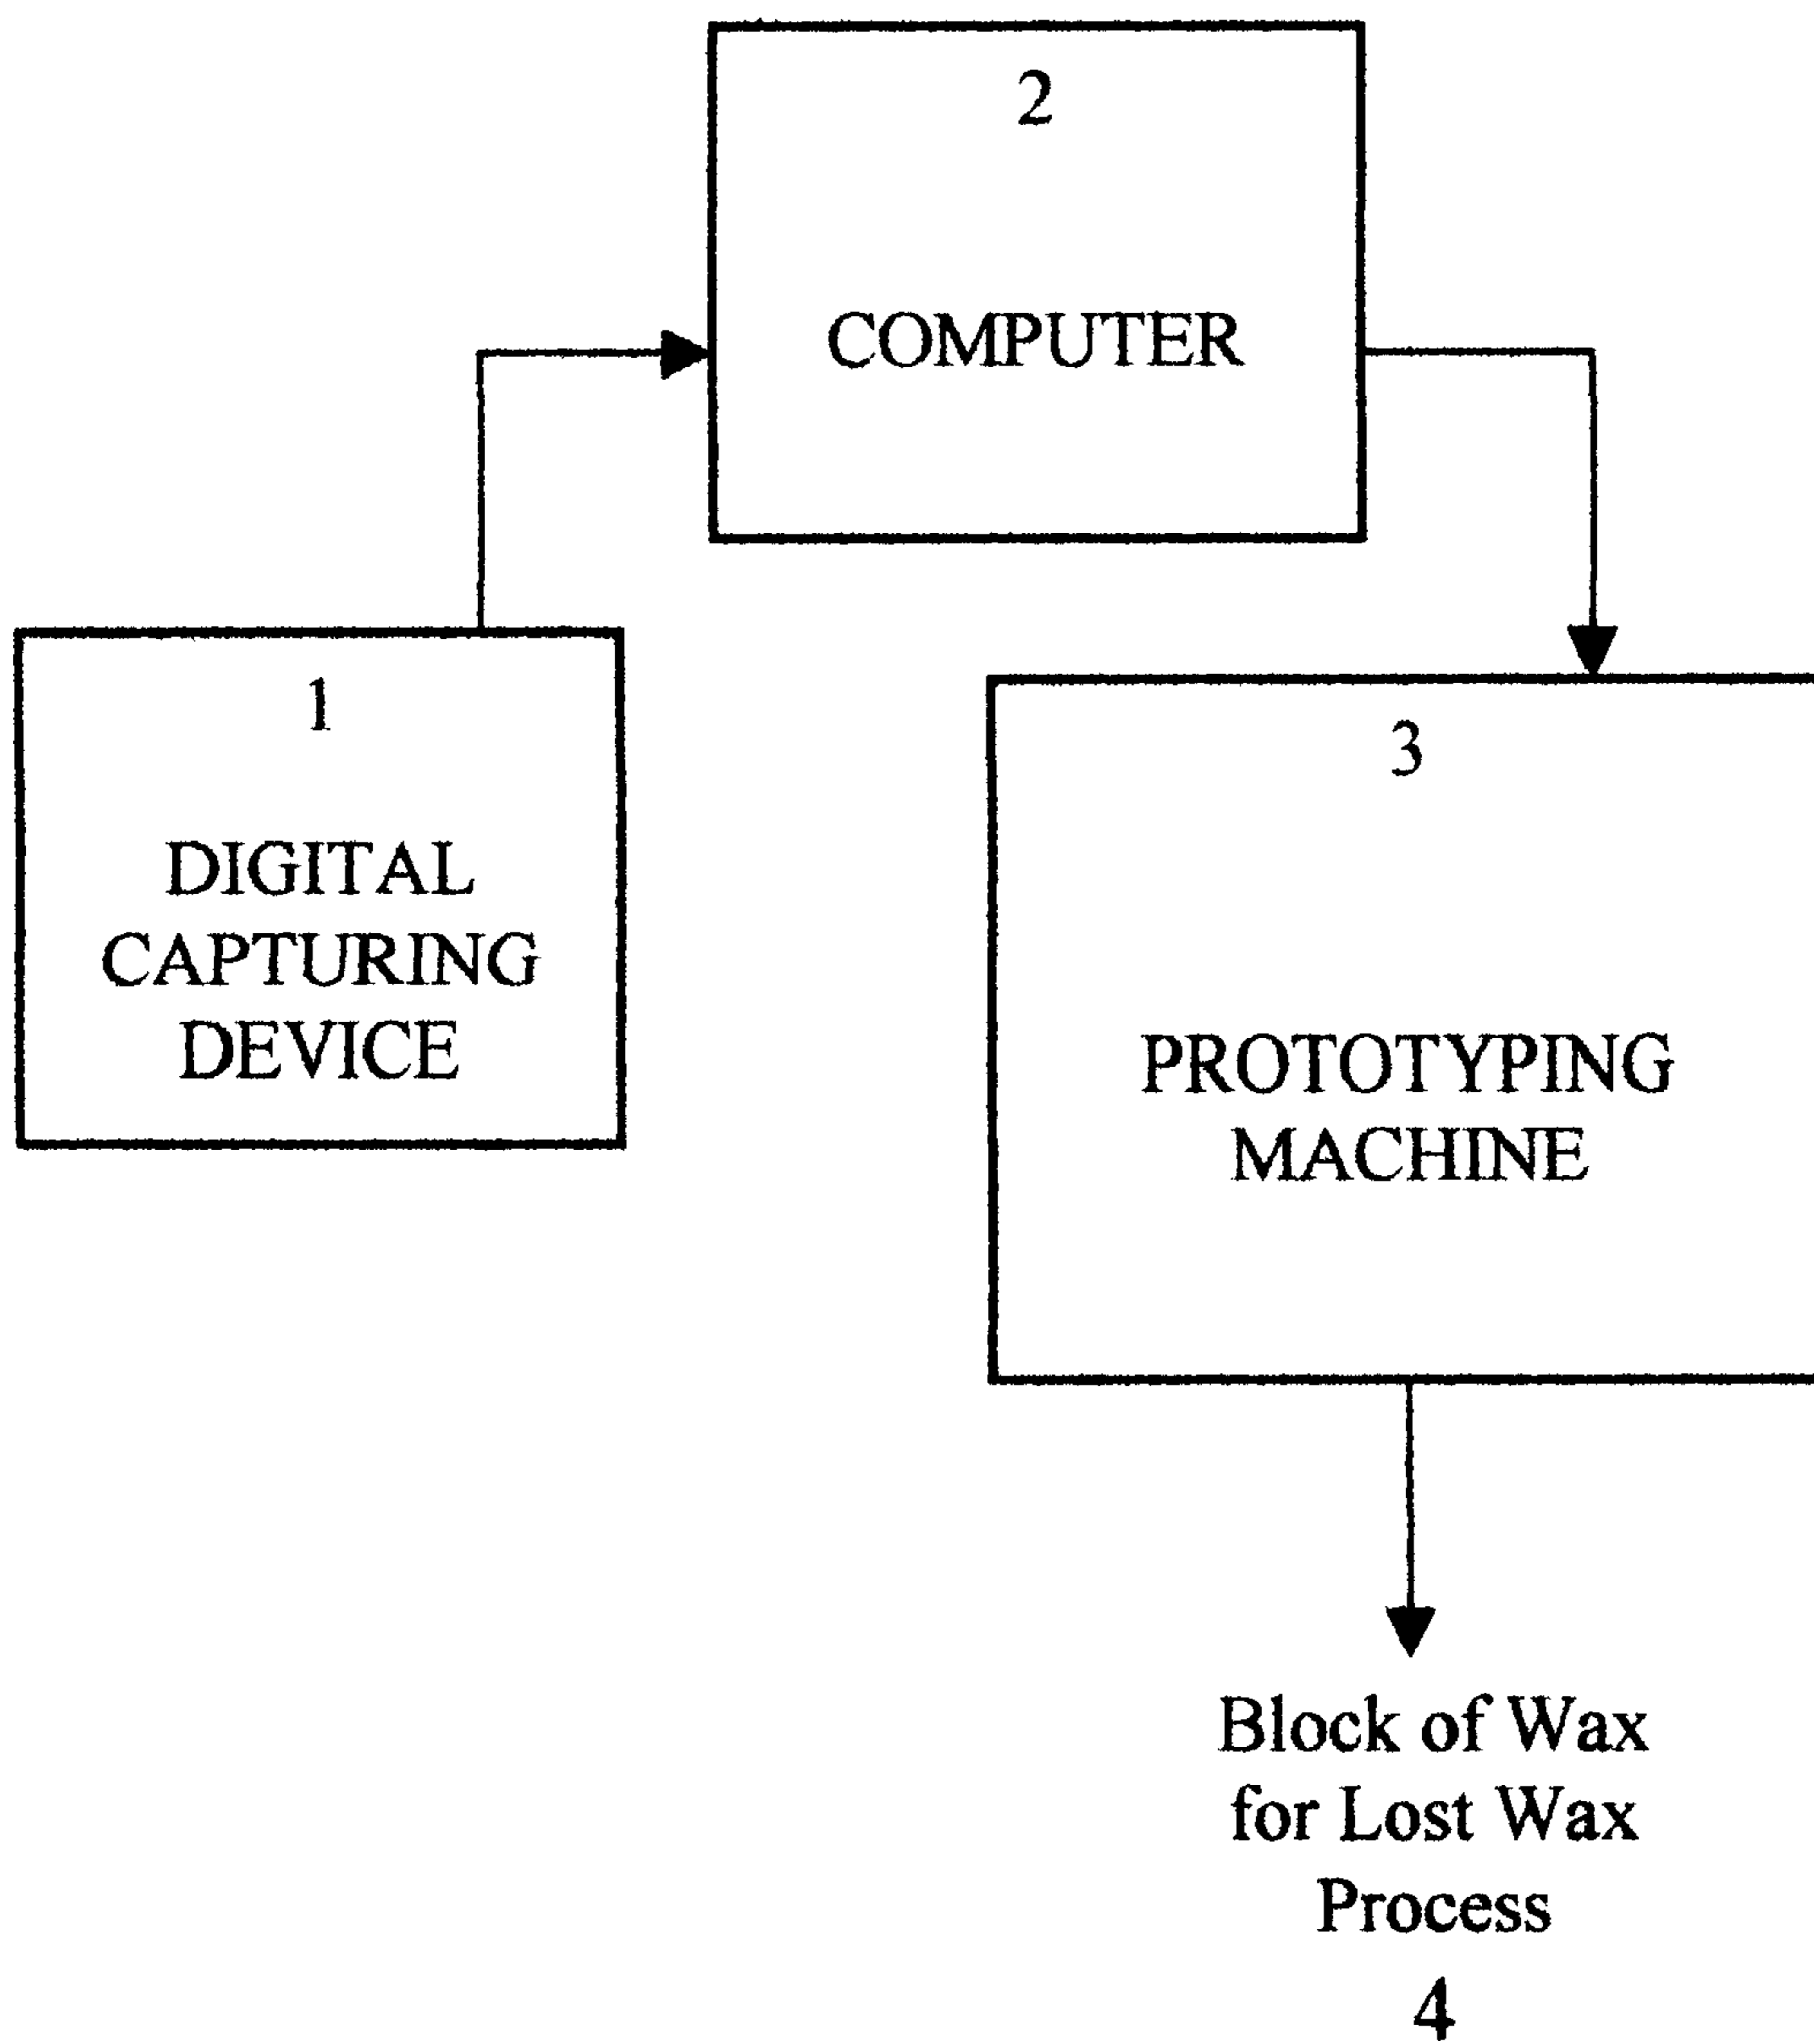 2
COMPUTER
1
DIGITAL
CAPTURING
DEVICE
3
PROTOTYPING
MACHINE
Block of Wax
for Lost Wax
Process
4